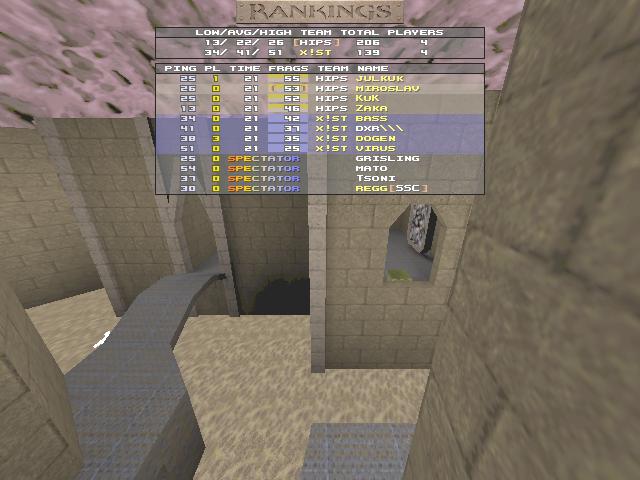 RANKINGS
LOW/AVG/HIGH TEAM TOTAL PLAYERS
13/ 22/ 26 [HIPS] 206 4
34/ 41/ 51 X!ST 139 4
PING PL TIME FRAGS TEAM NAME
25 1 21 55 HIPS JULKUK
26 0 21 [ 53 ] HIPS MIROSLAV
25 0 21 52 HIPS KUK
13 0 21 46 HIPS ZAKA
34 0 21 42 X!ST BASS
41 0 21 37 X!ST DXR\\\
38 3 21 35 X!ST DOGEN
51 0 21 25 X!ST VIRUS
25 0 SPECTATOR GRISLING
54 0 SPECTATOR MATO
37 0 SPECTATOR TSONI
30 0 SPECTATOR REGG[SSC]